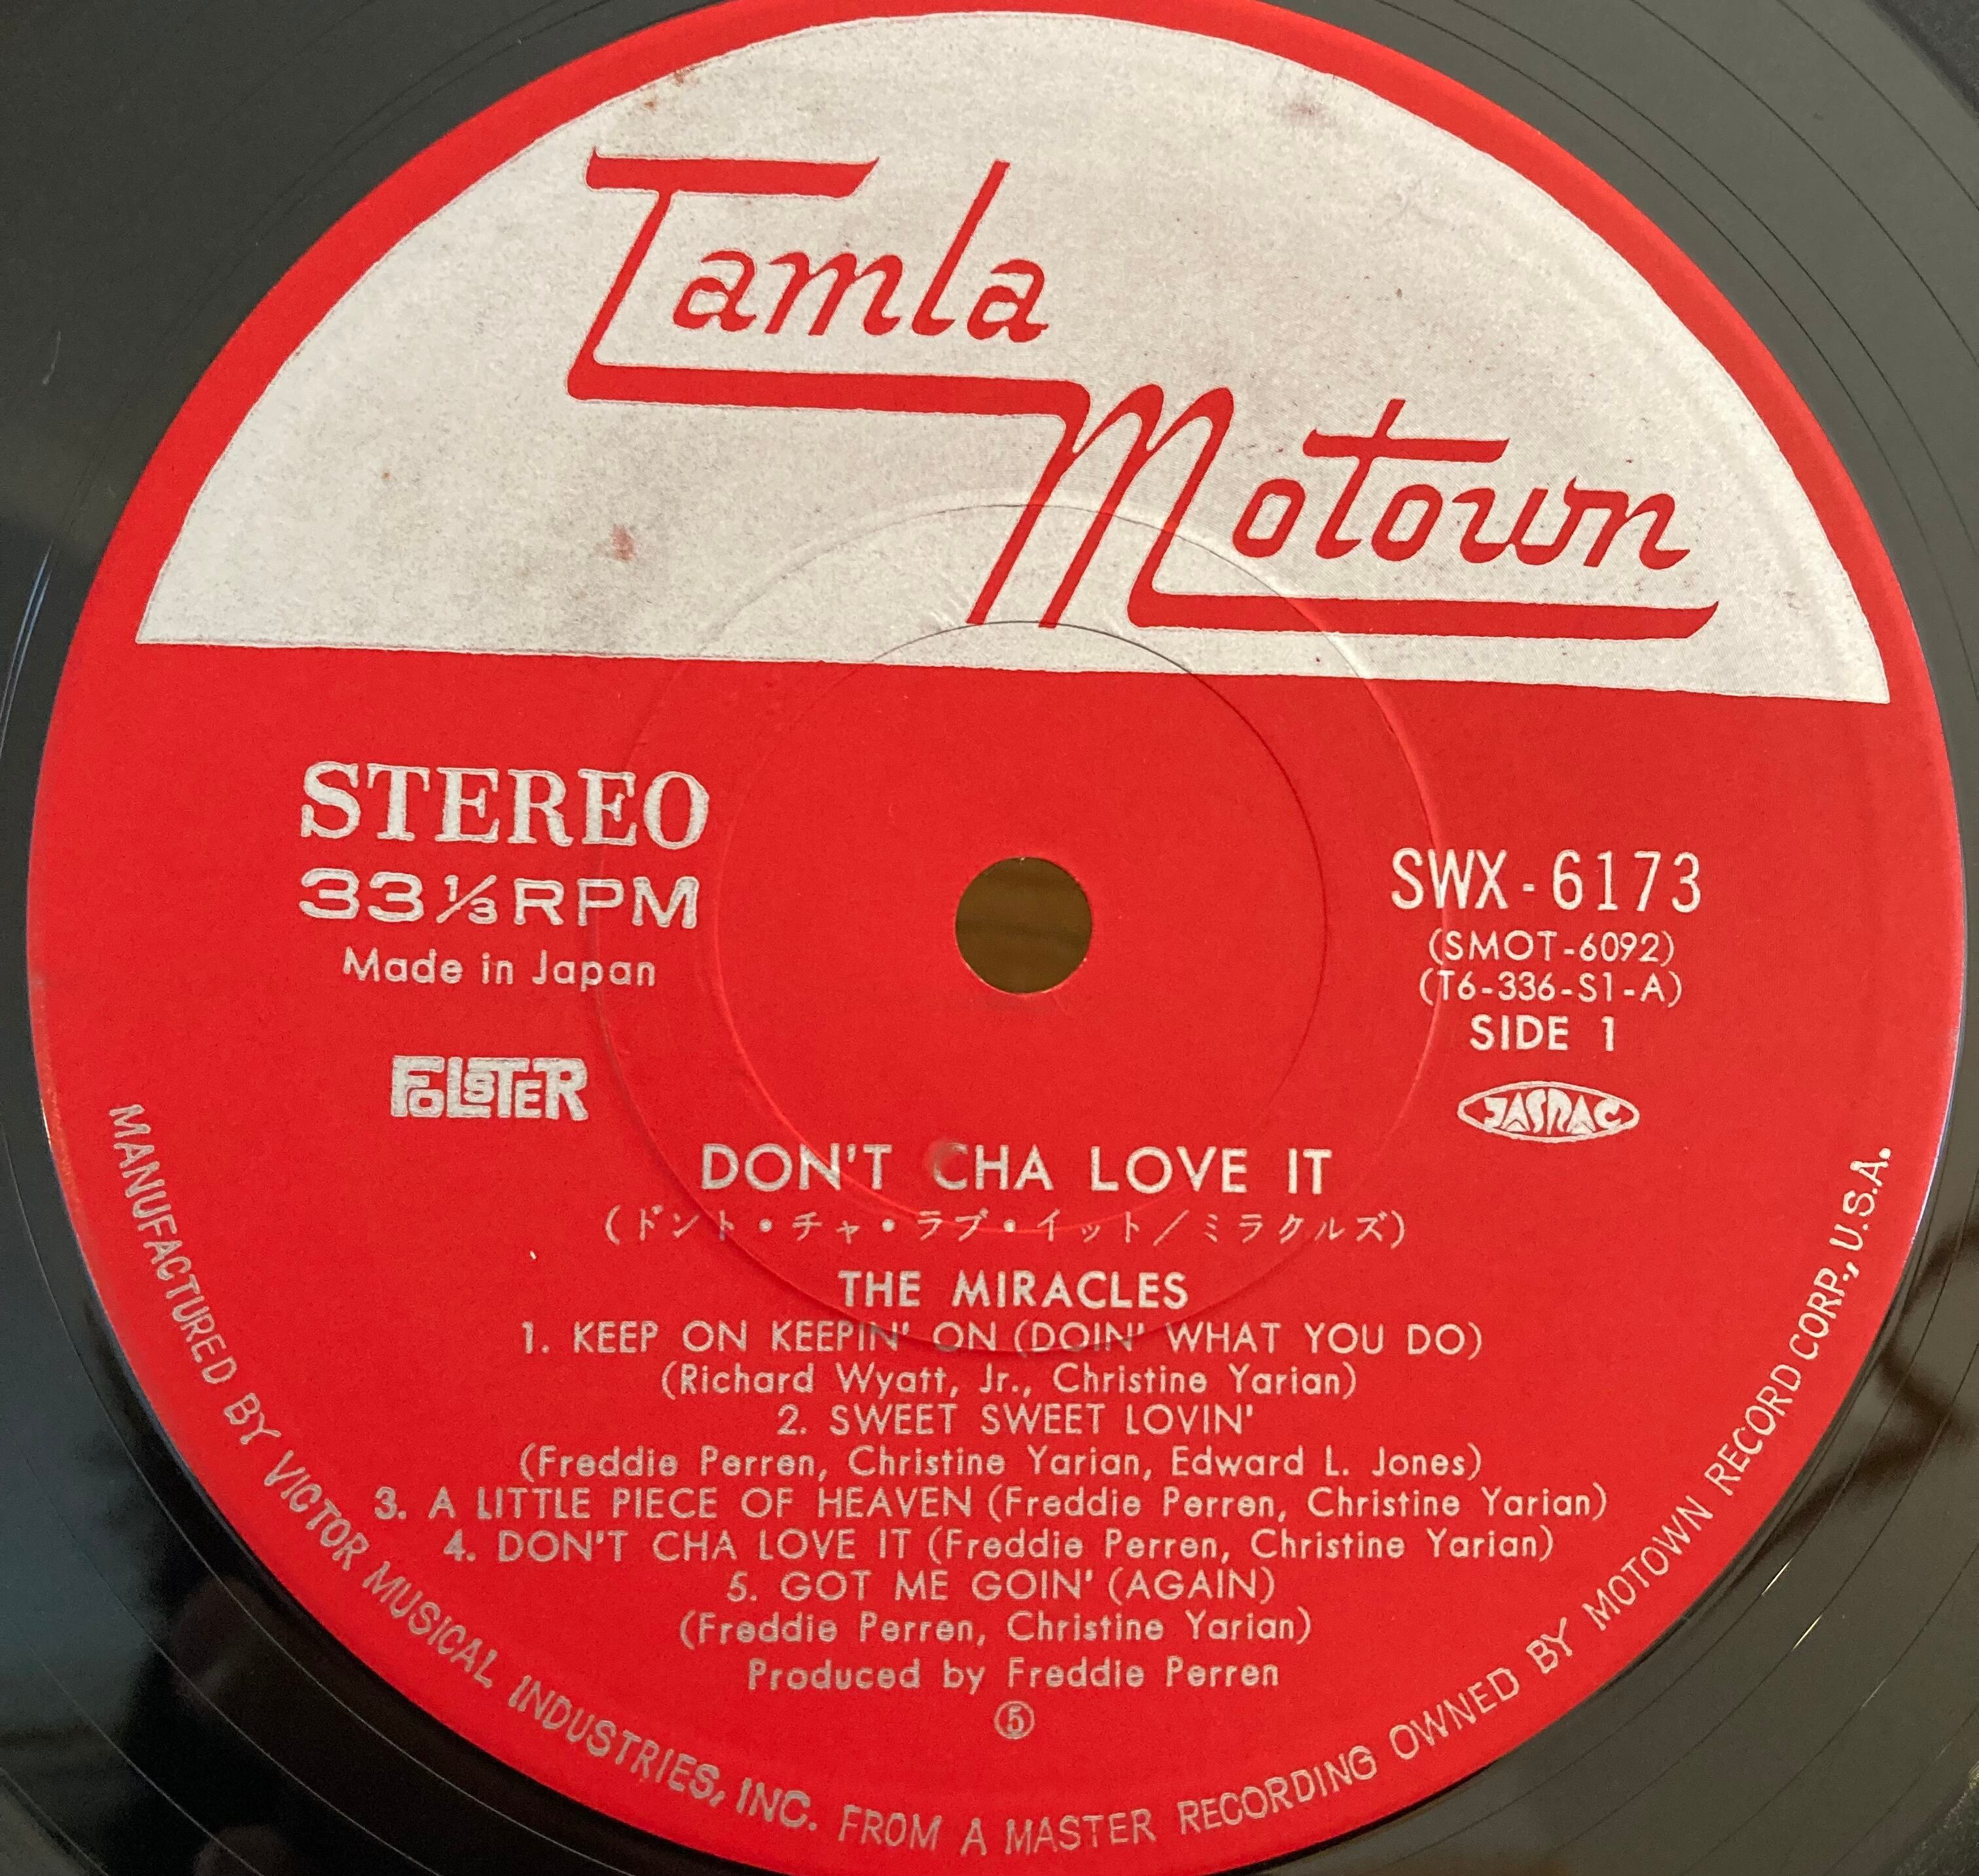 Tamla
Motown
STEREO
33⅓RPM
Made in Japan
FOLSTER
SWX-6173
(SMOT-6092)
(T6-336-S1-A)
SIDE 1
JASRAC
DON'T CHA LOVE IT
(ドント・チャ・ラブ・イット/ミラクルズ)
THE MIRACLES
1. KEEP ON KEEPIN' ON (DOIN' WHAT YOU DO)
(Richard Wyatt, Jr., Christine Yarian)
2. SWEET SWEET LOVIN'
(Freddie Perren, Christine Yarian, Edward L. Jones)
3. A LITTLE PIECE OF HEAVEN (Freddie Perren, Christine Yarian)
4. DON'T CHA LOVE IT (Freddie Perren, Christine Yarian)
5. GOT ME GOIN' (AGAIN)
(Freddie Perren, Christine Yarian)
Produced by Freddie Perren
⑤
MANUFACTURED BY VICTOR MUSICAL INDUSTRIES, INC. FROM A MASTER RECORDING OWNED BY MOTOWN RECORD CORP., U.S.A.